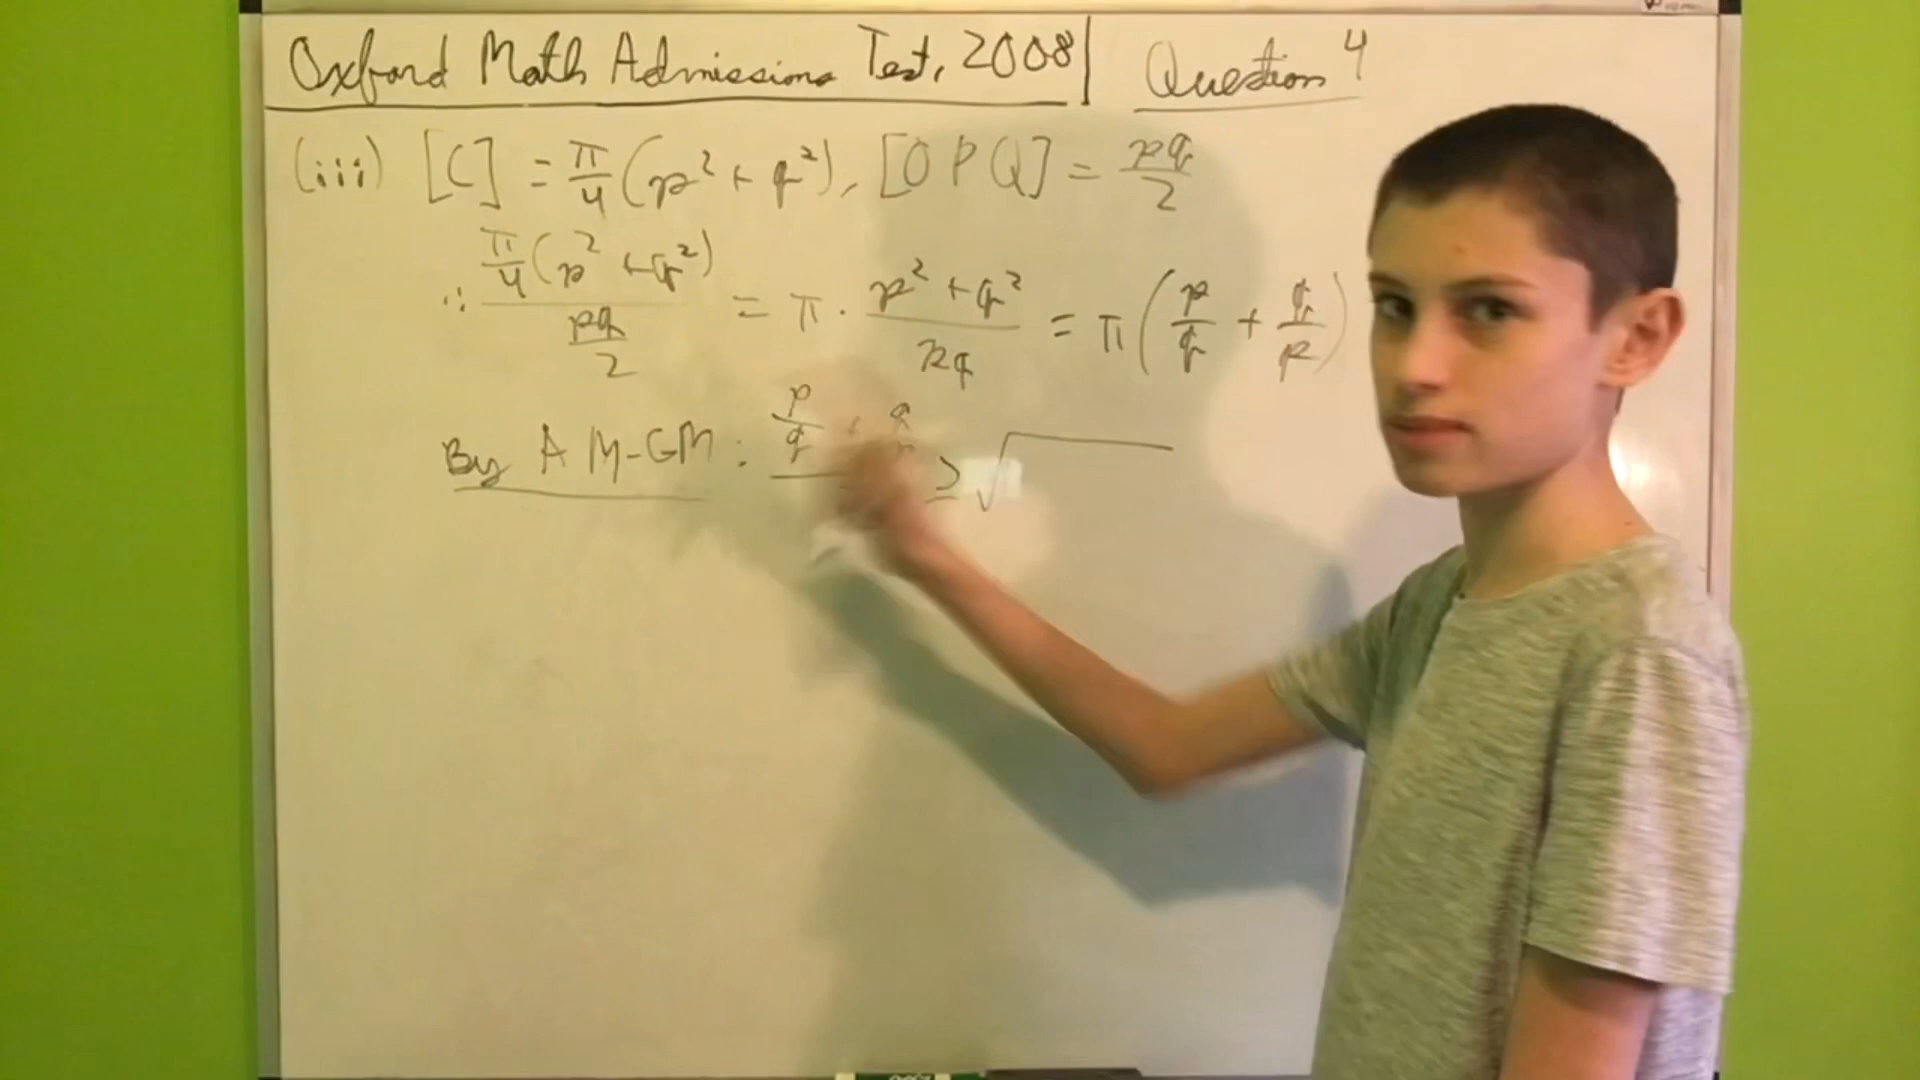 Oxford Math Admissions Test, 2008 | Question 4
(iii) [C] = π/4 (p² + q²), [OPQ] = pq/2
∴ (π/4 (p² + q²))/(pq/2) = π · (p² + q²)/(2pq) = π (p/q + q/p)
By AM-GM: p/q + q/ ≥ √